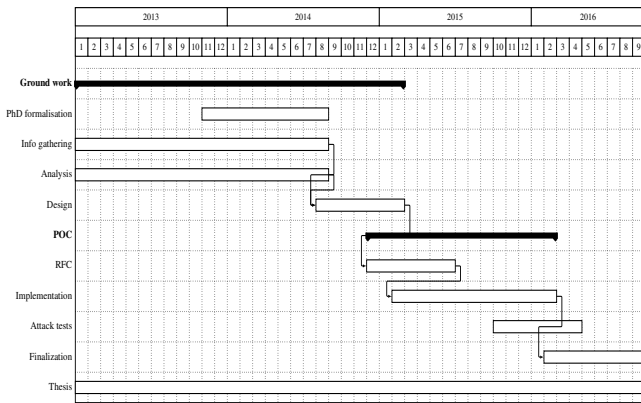 2013 2014 2015 2016
1 2 3 4 5 6 7 8 9 10 11 12 1 2 3 4 5 6 7 8 9 10 11 12 1 2 3 4 5 6 7 8 9 10 11 12 1 2 3 4 5 6 7 8 9
Ground work
PhD formalisation
Info gathering
Analysis
Design
POC
RFC
Implementation
Attack tests
Finalization
Thesis